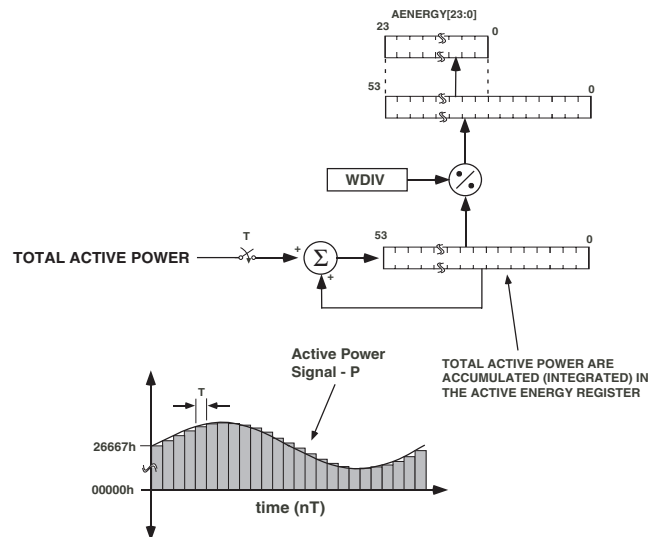 AENERGY[23:0]
23
0
53
0
WDIV
53
0
T
+
TOTAL ACTIVE POWER
Σ
+
Active Power
Signal - P
TOTAL ACTIVE POWER ARE
ACCUMULATED (INTEGRATED) IN
THE ACTIVE ENERGY REGISTER
T
26667h
00000h
time (nT)